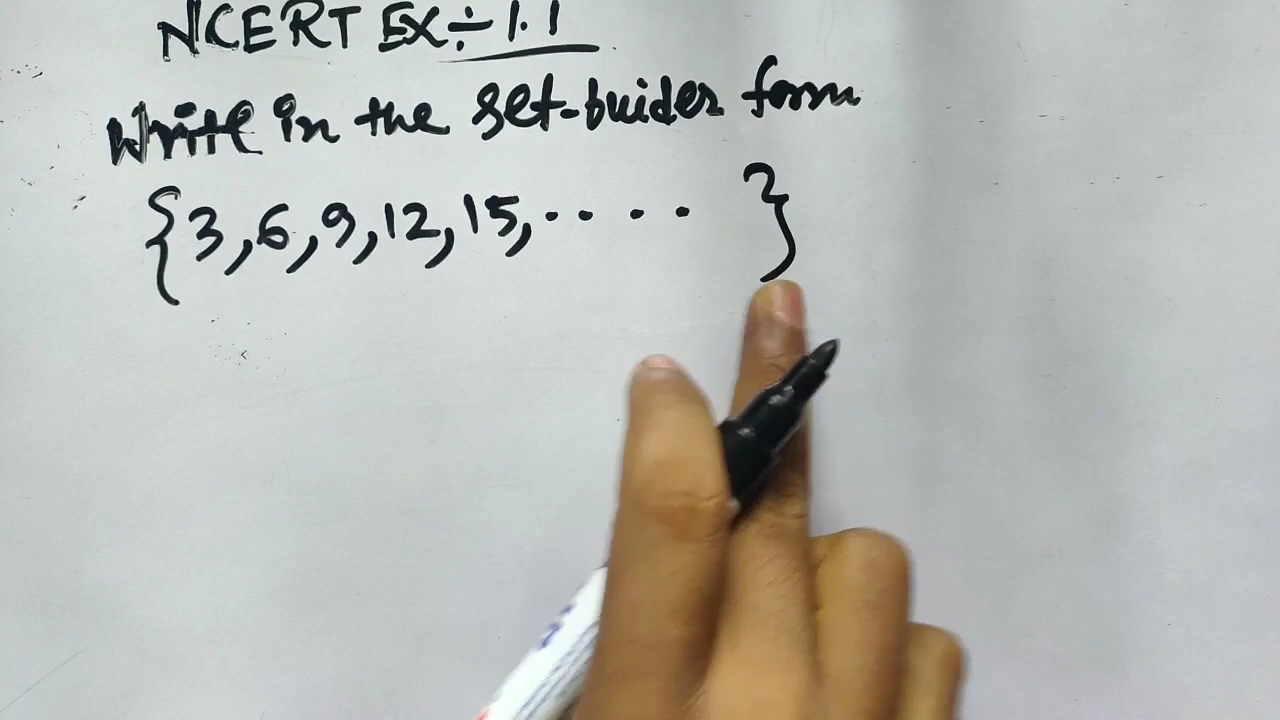 NCERT EX÷1.1
Write in the set-buider form
{3,6,9,12,15,.... }